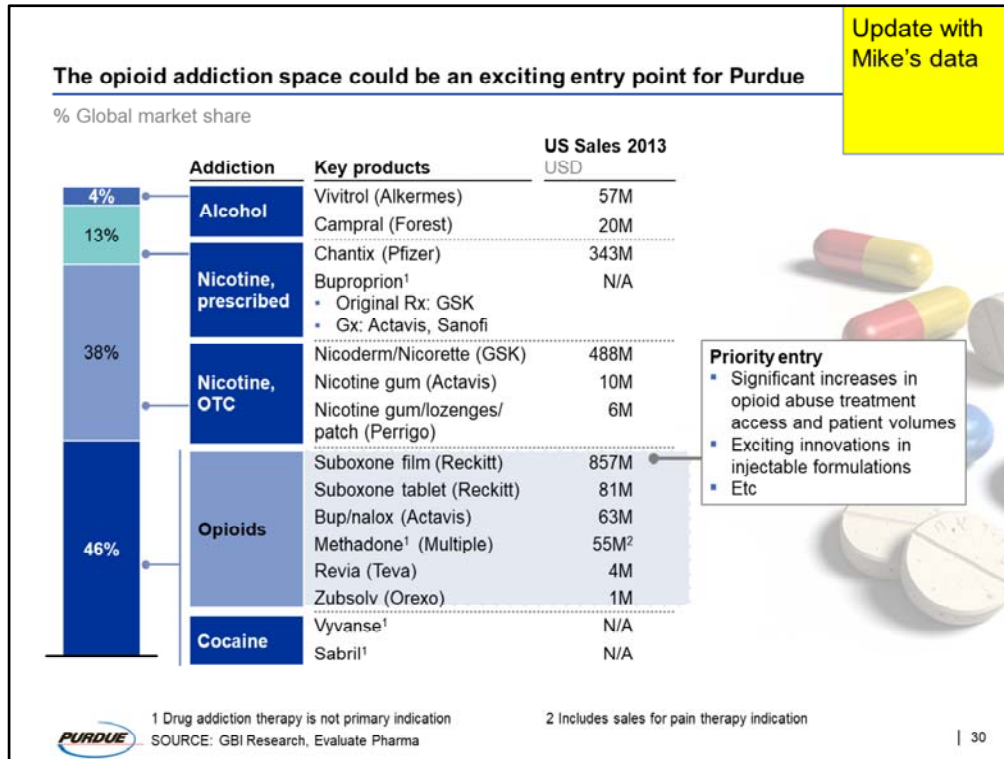 Update with
Mike's data
The opioid addiction space could be an exciting entry point for Purdue
% Global market share
US Sales 2013
Addiction Key products USD
4%
13%
38%
46%
Alcohol
Vivitrol (Alkermes) 57M
Campral (Forest) 20M
Nicotine,
prescribed
Chantix (Pfizer) 343M
Buproprion¹ N/A
▪ Original Rx: GSK
▪ Gx: Actavis, Sanofi
Nicotine,
OTC
Nicoderm/Nicorette (GSK) 488M
Nicotine gum (Actavis) 10M
Nicotine gum/lozenges/ 6M
patch (Perrigo)
Opioids
Suboxone film (Reckitt) 857M
Suboxone tablet (Reckitt) 81M
Bup/nalox (Actavis) 63M
Methadone¹ (Multiple) 55M²
Revia (Teva) 4M
Zubsolv (Orexo) 1M
Cocaine
Vyvanse¹ N/A
Sabril¹ N/A
Priority entry
▪ Significant increases in
opioid abuse treatment
access and patient volumes
▪ Exciting innovations in
injectable formulations
▪ Etc
1 Drug addiction therapy is not primary indication 2 Includes sales for pain therapy indication
PURDUE
SOURCE: GBI Research, Evaluate Pharma
| 30